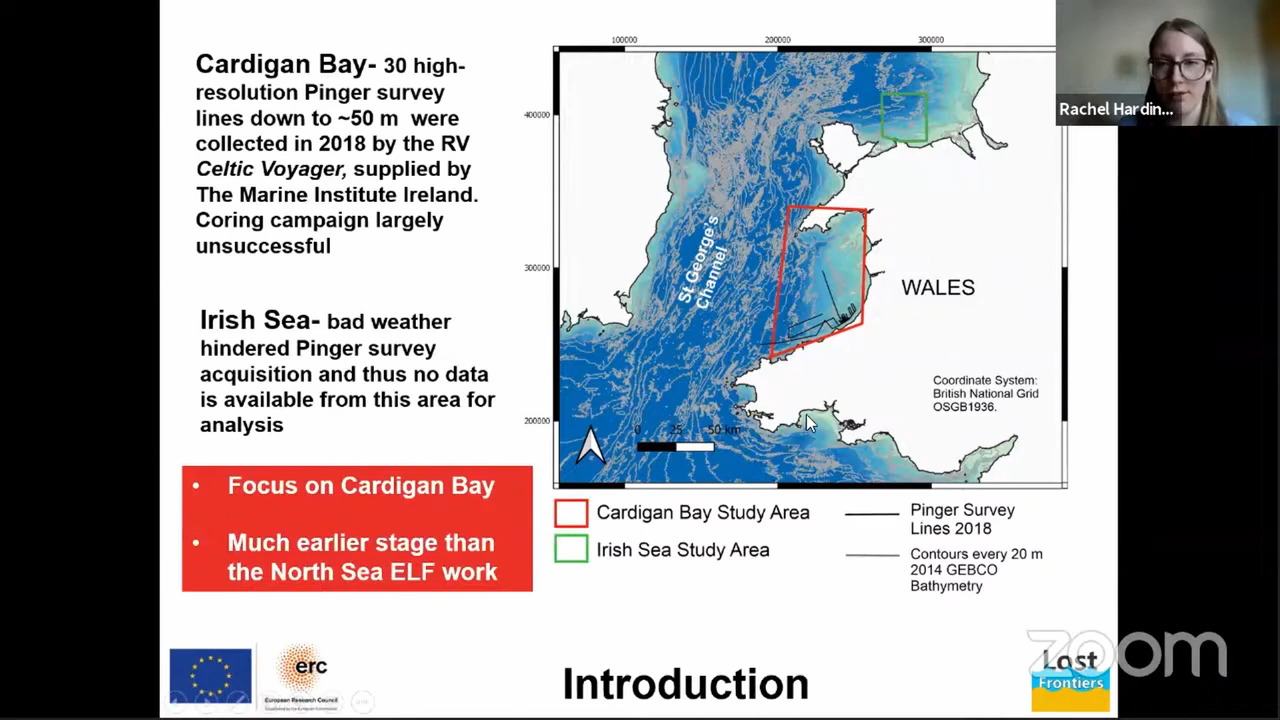 Cardigan Bay- 30 high-
resolution Pinger survey
lines down to ~50 m were
collected in 2018 by the RV
Celtic Voyager, supplied by
The Marine Institute Ireland.
Coring campaign largely
unsuccessful
Irish Sea- bad weather
hindered Pinger survey
acquisition and thus no data
is available from this area for
analysis
• Focus on Cardigan Bay
• Much earlier stage than
the North Sea ELF work
100000 200000 300000
400000
300000
200000
St George's
Channel
WALES
Coordinate System:
British National Grid
OSGB1936.
0 25 50 km
Cardigan Bay Study Area
Irish Sea Study Area
Pinger Survey
Lines 2018
Contours every 20 m
2014 GEBCO
Bathymetry
Rachel Hardin...
erc
European Research Council
Introduction
zoom
Lost
Frontiers